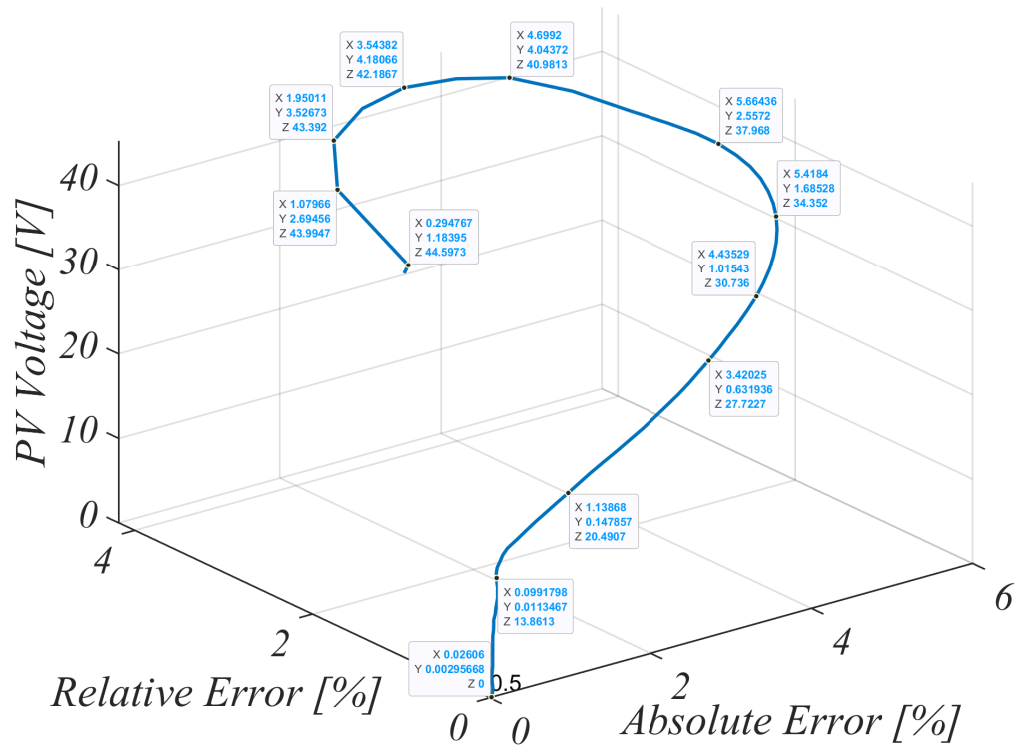 X 4.6992
Y 4.04372
Z 40.9813
X 3.54382
Y 4.18066
Z 42.1867
X 1.95011
Y 3.52673
Z 43.392
X 5.66436
Y 2.5572
Z 37.968
X 5.4184
Y 1.68528
Z 34.352
X 1.07966
Y 2.69456
Z 43.9947
X 0.294767
Y 1.18395
Z 44.5973
X 4.43529
Y 1.01543
Z 30.736
X 3.42025
Y 0.631936
Z 27.7227
X 1.13868
Y 0.147857
Z 20.4907
X 0.0991798
Y 0.0113467
Z 13.8613
X 0.02606
Y 0.00295668
Z 0
PV Voltage [V]
40
30
20
10
0
4
2
0
Relative Error [%]
0.5
0
2
4
6
Absolute Error [%]